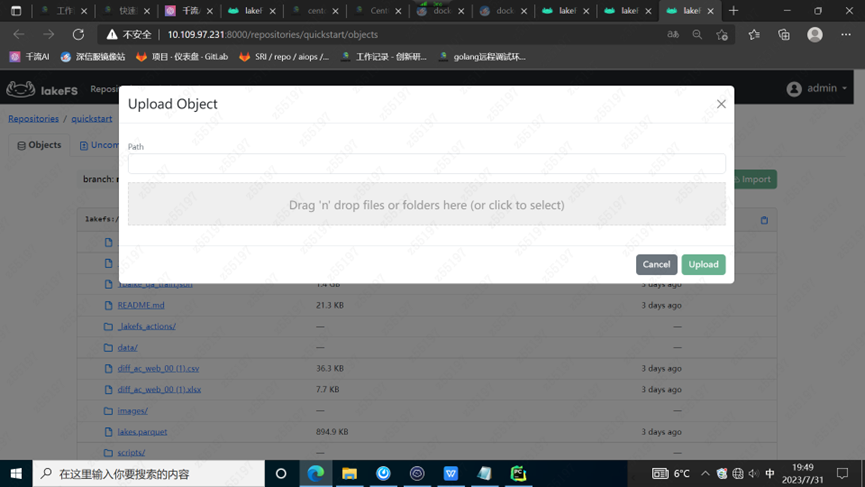 工作
快速
千流
lakeF
cento
Cent
dock
dock
lakeF
lakeF
lakeF
不安全 10.109.97.231:8000/repositories/quickstart/objects
千流AI 深信服镜像站 项目 · 仪表盘 · GitLab SRI / repo / aiops /... 工作记录 - 创新研... golang远程调试环...
lakeFS Reposi admin
Repositories / quickstart
Objects Uncom
Upload Object
Path
branch: Import
Drag 'n' drop files or folders here (or click to select)
lakefs:/
Cancel Upload
1.4 GB 3 days ago
README.md 21.3 KB 3 days ago
_lakefs_actions/ — —
data/ — —
diff_ac_web_00 (1).csv 36.3 KB 3 days ago
diff_ac_web_00 (1).xlsx 7.7 KB 3 days ago
images/ — —
lakes.parquet 894.9 KB 3 days ago
scripts/ — —
在这里输入你要搜索的内容
6°C 中 19:49
2023/7/31